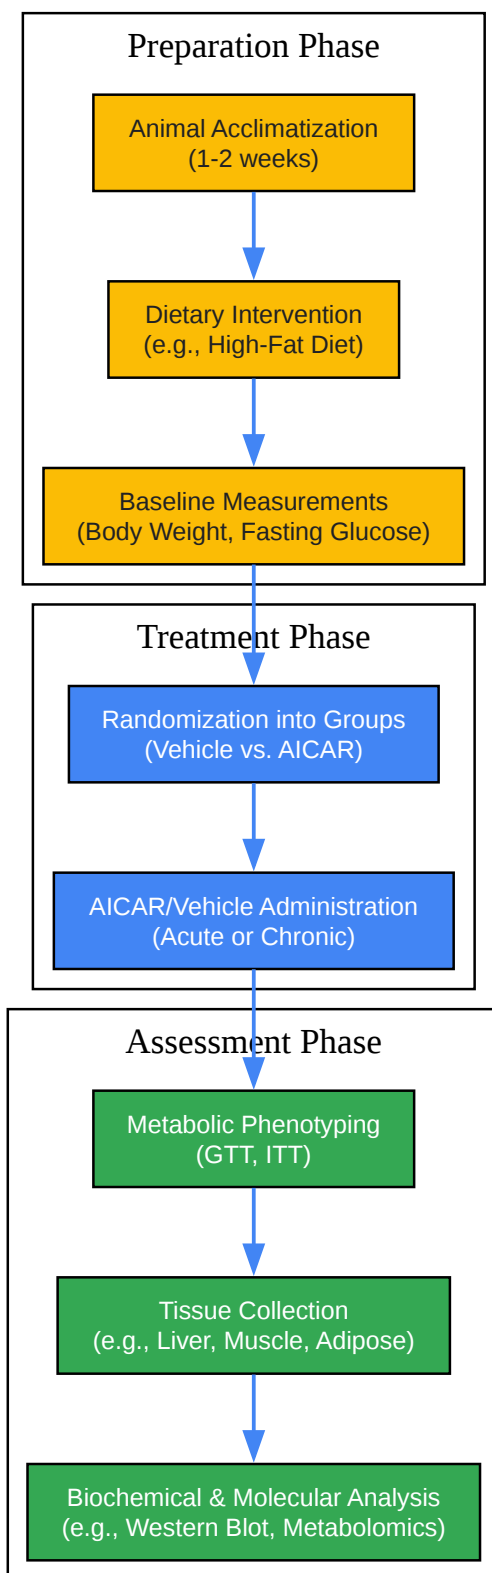 Preparation Phase
Animal Acclimatization
(1-2 weeks)
Dietary Intervention
(e.g., High-Fat Diet)
Baseline Measurements
(Body Weight, Fasting Glucose)
Treatment Phase
Randomization into Groups
(Vehicle vs. AICAR)
AICAR/Vehicle Administration
(Acute or Chronic)
Assessment Phase
Metabolic Phenotyping
(GTT, ITT)
Tissue Collection
(e.g., Liver, Muscle, Adipose)
Biochemical & Molecular Analysis
(e.g., Western Blot, Metabolomics)